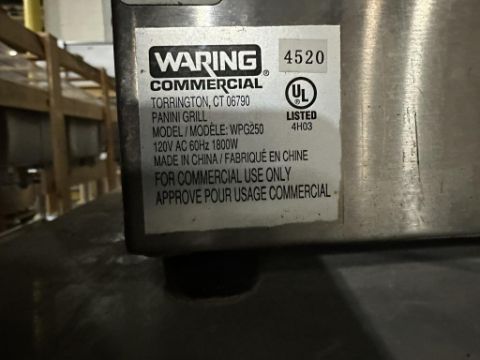 WARING
COMMERCIAL®
4520
UL
LISTED
4H03
TORRINGTON, CT 06790
PANINI GRILL
MODEL / MODÈLE: WPG250
120V AC 60Hz 1800W
MADE IN CHINA / FABRIQUÉ EN CHINE
FOR COMMERCIAL USE ONLY
APPROVE POUR USAGE COMMERCIAL